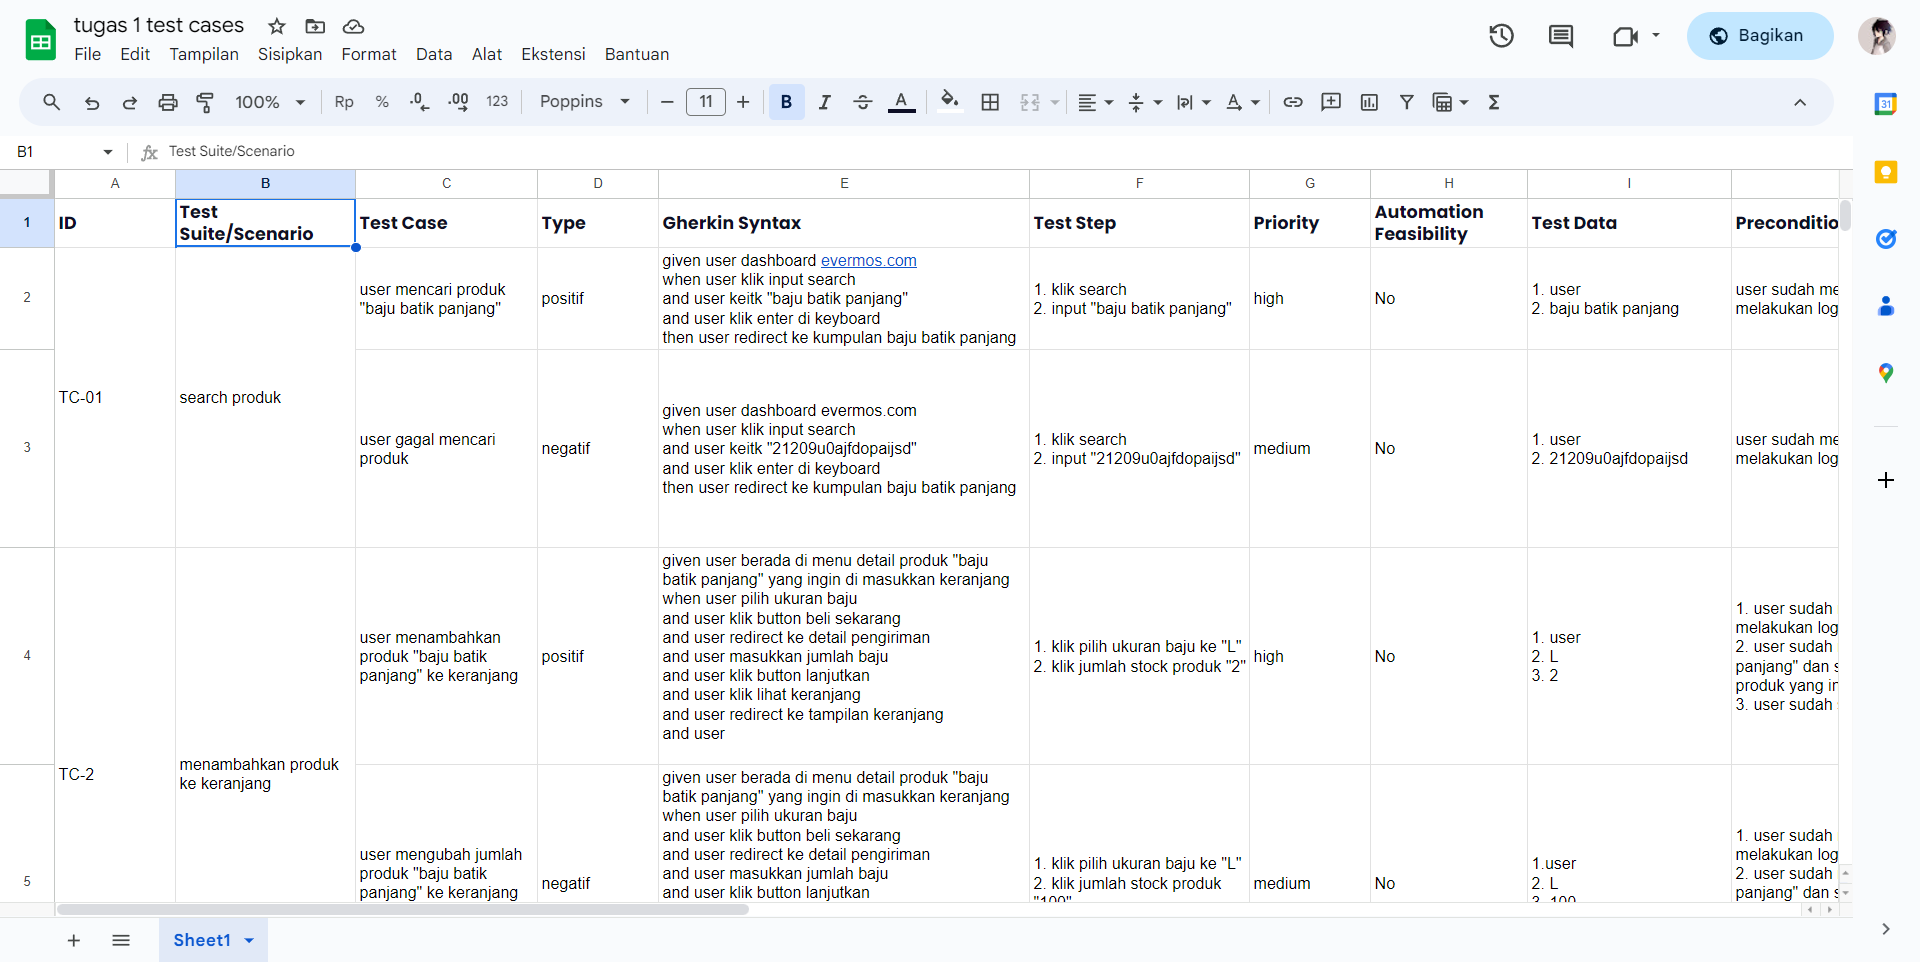 tugas 1 test cases
File Edit Tampilan Sisipkan Format Data Alat Ekstensi Bantuan
Bagikan
100% Rp % .0 .00 123 Poppins 11 B I A
31
B1 fx Test Suite/Scenario
A B C D E F G H I
1 ID Test Suite/Scenario Test Case Type Gherkin Syntax Test Step Priority Automation Feasibility Test Data Preconditio
2
user mencari produk
"baju batik panjang"
positif
given user dashboard evermos.com
when user klik input search
and user keitk "baju batik panjang"
and user klik enter di keyboard
then user redirect ke kumpulan baju batik panjang
1. klik search
2. input "baju batik panjang"
high
No
1. user
2. baju batik panjang
user sudah me
melakukan log
TC-01
search produk
3
user gagal mencari
produk
negatif
given user dashboard evermos.com
when user klik input search
and user keitk "21209u0ajfdopaijsd"
and user klik enter di keyboard
then user redirect ke kumpulan baju batik panjang
1. klik search
2. input "21209u0ajfdopaijsd"
medium
No
1. user
2. 21209u0ajfdopaijsd
user sudah me
melakukan log
4
user menambahkan
produk "baju batik
panjang" ke keranjang
positif
given user berada di menu detail produk "baju
batik panjang" yang ingin di masukkan keranjang
when user pilih ukuran baju
and user klik button beli sekarang
and user redirect ke detail pengiriman
and user masukkan jumlah baju
and user klik button lanjutkan
and user klik lihat keranjang
and user redirect ke tampilan keranjang
and user
1. klik pilih ukuran baju ke "L"
2. klik jumlah stock produk "2"
high
No
1. user
2. L
3. 2
1. user sudah
melakukan log
2. user sudah
panjang" dan s
produk yang in
3. user sudah
TC-2
menambahkan produk
ke keranjang
5
user mengubah jumlah
produk "baju batik
panjang" ke keranjang
negatif
given user berada di menu detail produk "baju
batik panjang" yang ingin di masukkan keranjang
when user pilih ukuran baju
and user klik button beli sekarang
and user redirect ke detail pengiriman
and user masukkan jumlah baju
and user klik button lanjutkan
1. klik pilih ukuran baju ke "L"
2. klik jumlah stock produk
"100"
medium
No
1.user
2. L
3. 100
1. user sudah
melakukan log
2. user sudah
panjang" dan s
Sheet1